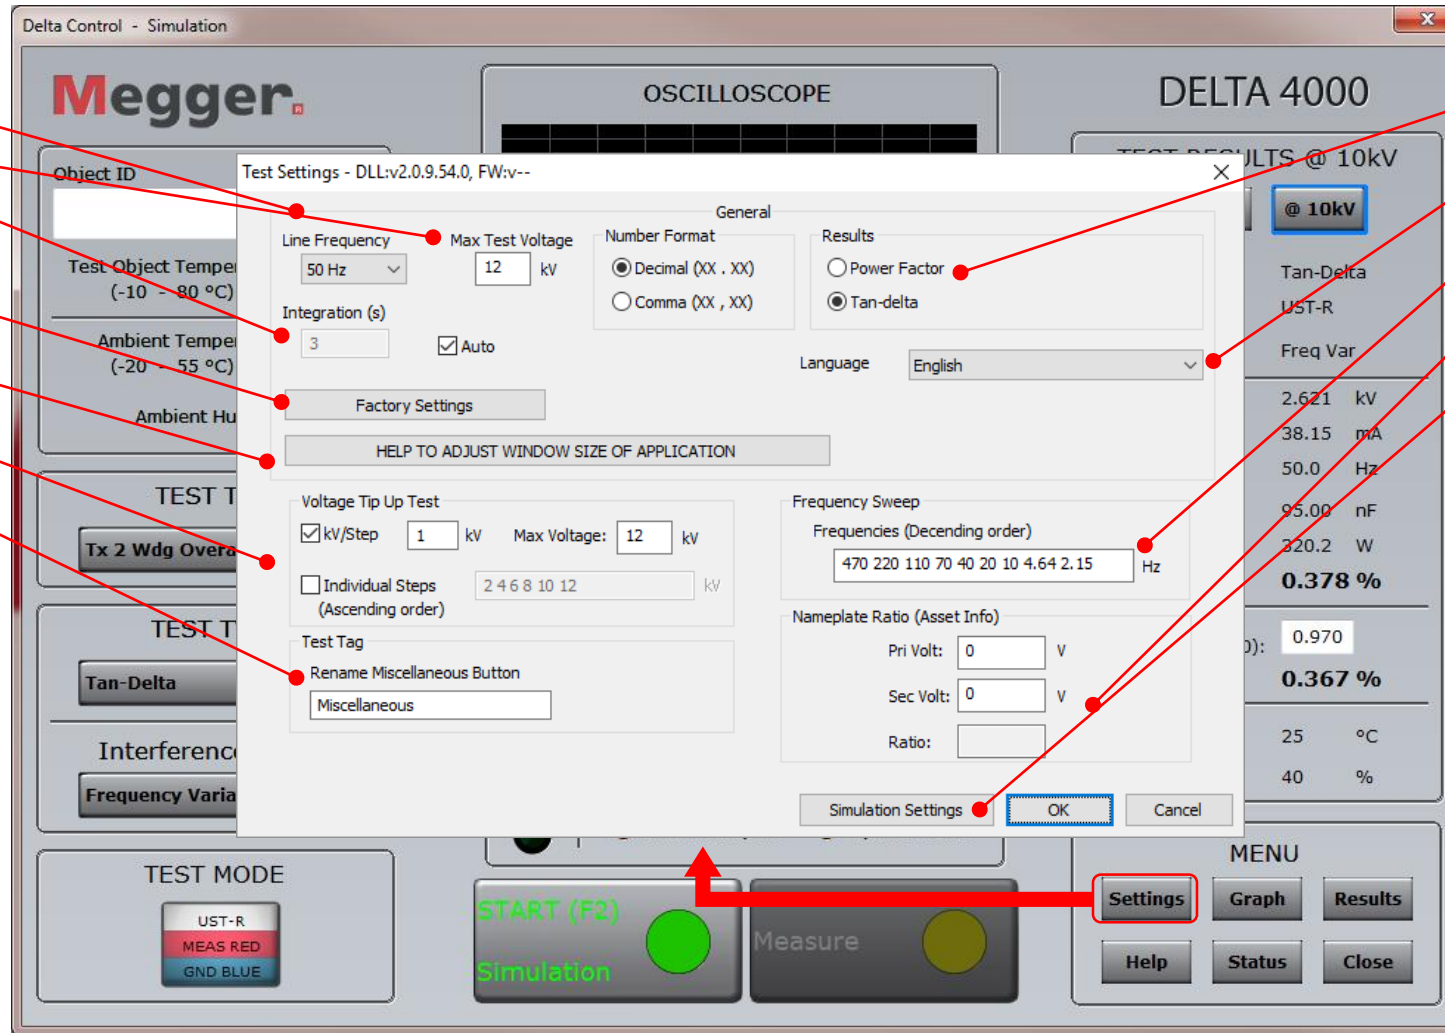 Delta Control - Simulation
x
Megger.
OSCILLOSCOPE
DELTA 4000
Object ID
TEST RESULTS @ 10kV
@ 10kV
Test Settings - DLL:v2.0.9.54.0, FW:v--
General
Line Frequency
50 Hz
Max Test Voltage
12 kV
Number Format
Decimal (XX . XX)
Comma (XX , XX)
Results
Power Factor
Tan-delta
Integration (s)
3
Auto
Language English
Factory Settings
HELP TO ADJUST WINDOW SIZE OF APPLICATION
Voltage Tip Up Test
kV/Step 1 kV Max Voltage: 12 kV
Individual Steps 2 4 6 8 10 12 kV
(Ascending order)
Frequency Sweep
Frequencies (Decending order)
470 220 110 70 40 20 10 4.64 2.15 Hz
Test Tag
Rename Miscellaneous Button
Miscellaneous
Nameplate Ratio (Asset Info)
Pri Volt: 0 V
Sec Volt: 0 V
Ratio:
Simulation Settings OK Cancel
Test Object Temper
(-10 - 80 °C)
Ambient Temper
(-20 - 55 °C)
Ambient Hu
TEST T
Tx 2 Wdg Overa
TEST T
Tan-Delta
Interference
Frequency Varia
Tan-Delta
UST-R
Freq Var
2.621 kV
38.15 mA
50.0 Hz
95.00 nF
320.2 W
0.378 %
0): 0.970
0.367 %
25 °C
40 %
TEST MODE
UST-R
MEAS RED
GND BLUE
START (F2)
Simulation
Measure
MENU
Settings Graph Results
Help Status Close